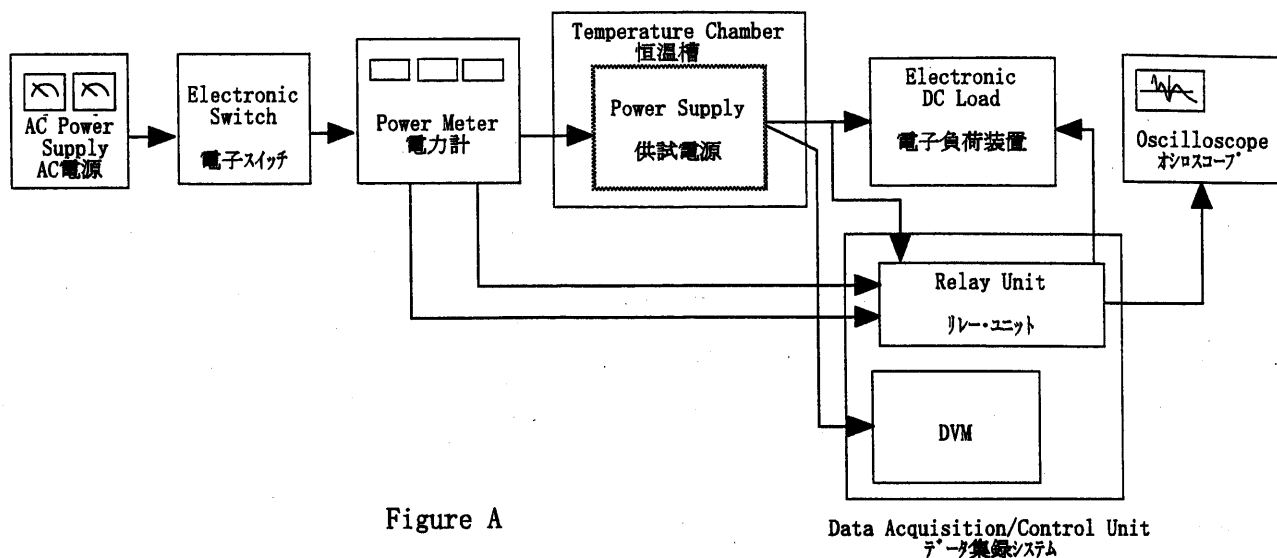 AC Power
Supply
AC電源
Electronic
Switch
電子スイッチ
Power Meter
電力計
Temperature Chamber
恒温槽
Power Supply
供試電源
Electronic
DC Load
電子負荷装置
Oscilloscope
オシロスコープ
Relay Unit
リレー・ユニット
DVM
Data Acquisition/Control Unit
データ集録システム
Figure A